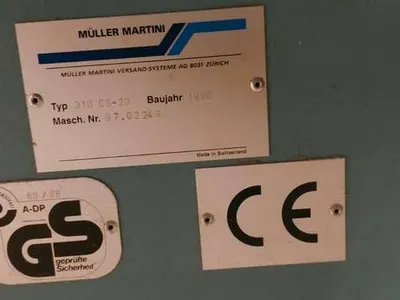 MÜLLER MARTINI
MÜLLER MARTINI VERSAND-SYSTEME AG 8031 ZÜRICH
Typ Baujahr
Masch. Nr.
Made in Switzerland
A-DP
GS
geprüfte
Sicherheit
CE